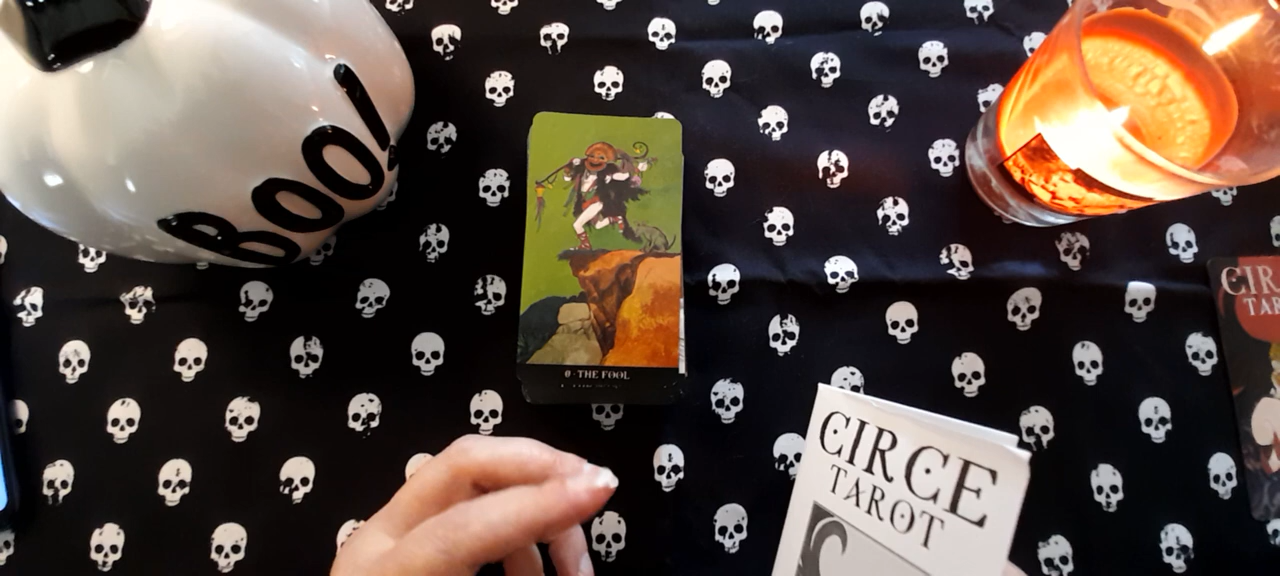 Boo!
0 · THE FOOL
CIRCE
TAROT
CIR
TA